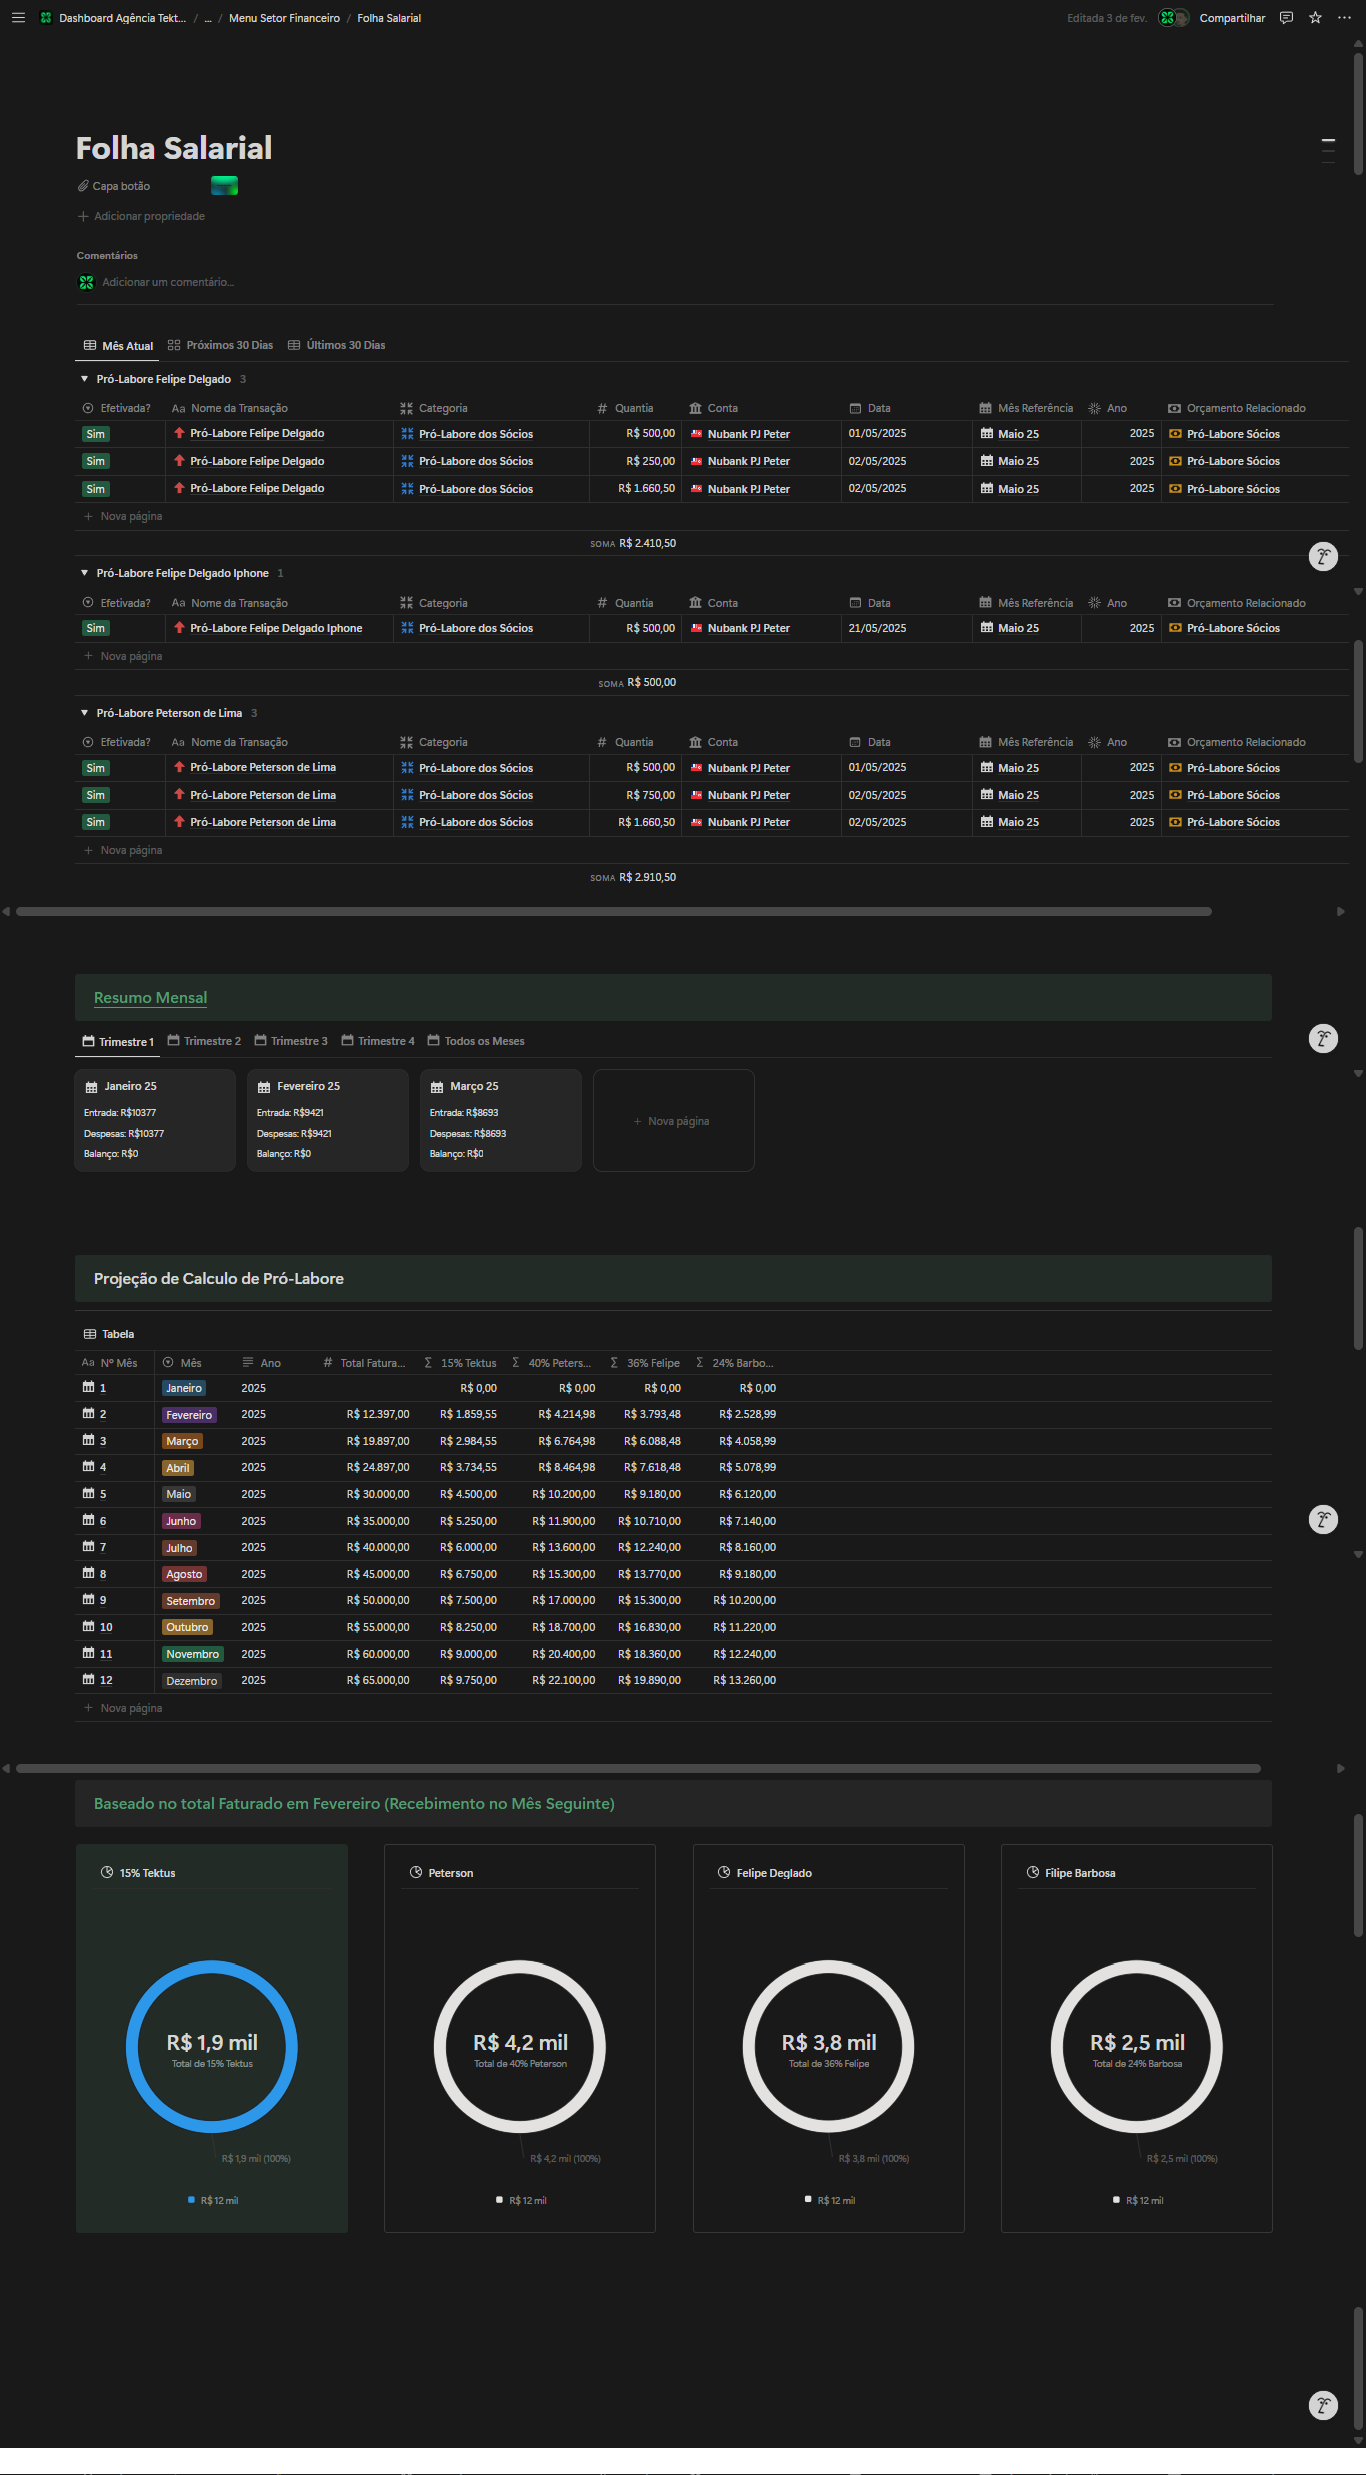 Dashboard Agência Tekt... / ... / Menu Setor Financeiro / Folha Salarial
Editada 3 de fev. Compartilhar
Folha Salarial
Capa botão
Adicionar propriedade
Comentários
Adicionar um comentário...
Mês Atual Próximos 30 Dias Últimos 30 Dias
Pró-Labore Felipe Delgado 3
Efetivada? Aa Nome da Transação Categoria # Quantia Conta Data Mês Referência Ano Orçamento Relacionado
Sim Pró-Labore Felipe Delgado Pró-Labore dos Sócios R$ 500,00 Nubank PJ Peter 01/05/2025 Maio 25 2025 Pró-Labore Sócios
Sim Pró-Labore Felipe Delgado Pró-Labore dos Sócios R$ 250,00 Nubank PJ Peter 02/05/2025 Maio 25 2025 Pró-Labore Sócios
Sim Pró-Labore Felipe Delgado Pró-Labore dos Sócios R$ 1.660,50 Nubank PJ Peter 02/05/2025 Maio 25 2025 Pró-Labore Sócios
+ Nova página
SOMA R$ 2.410,50
Pró-Labore Felipe Delgado Iphone 1
Efetivada? Aa Nome da Transação Categoria # Quantia Conta Data Mês Referência Ano Orçamento Relacionado
Sim Pró-Labore Felipe Delgado Iphone Pró-Labore dos Sócios R$ 500,00 Nubank PJ Peter 21/05/2025 Maio 25 2025 Pró-Labore Sócios
+ Nova página
SOMA R$ 500,00
Pró-Labore Peterson de Lima 3
Efetivada? Aa Nome da Transação Categoria # Quantia Conta Data Mês Referência Ano Orçamento Relacionado
Sim Pró-Labore Peterson de Lima Pró-Labore dos Sócios R$ 500,00 Nubank PJ Peter 01/05/2025 Maio 25 2025 Pró-Labore Sócios
Sim Pró-Labore Peterson de Lima Pró-Labore dos Sócios R$ 750,00 Nubank PJ Peter 02/05/2025 Maio 25 2025 Pró-Labore Sócios
Sim Pró-Labore Peterson de Lima Pró-Labore dos Sócios R$ 1.660,50 Nubank PJ Peter 02/05/2025 Maio 25 2025 Pró-Labore Sócios
+ Nova página
SOMA R$ 2.910,50
Resumo Mensal
Trimestre 1 Trimestre 2 Trimestre 3 Trimestre 4 Todos os Meses
Janeiro 25
Entrada: R$10377
Despesas: R$10377
Balanço: R$0
Fevereiro 25
Entrada: R$9421
Despesas: R$9421
Balanço: R$0
Março 25
Entrada: R$8693
Despesas: R$8693
Balanço: R$0
+ Nova página
Projeção de Calculo de Pró-Labore
Tabela
Aa Nº Mês Mês Ano # Total Fatura... Σ 15% Tektus Σ 40% Peters... Σ 36% Felipe Σ 24% Barbo...
1 Janeiro 2025 R$ 0,00 R$ 0,00 R$ 0,00 R$ 0,00
2 Fevereiro 2025 R$ 12.397,00 R$ 1.859,55 R$ 4.214,98 R$ 3.793,48 R$ 2.528,99
3 Março 2025 R$ 19.897,00 R$ 2.984,55 R$ 6.764,98 R$ 6.088,48 R$ 4.058,99
4 Abril 2025 R$ 24.897,00 R$ 3.734,55 R$ 8.464,98 R$ 7.618,48 R$ 5.078,99
5 Maio 2025 R$ 30.000,00 R$ 4.500,00 R$ 10.200,00 R$ 9.180,00 R$ 6.120,00
6 Junho 2025 R$ 35.000,00 R$ 5.250,00 R$ 11.900,00 R$ 10.710,00 R$ 7.140,00
7 Julho 2025 R$ 40.000,00 R$ 6.000,00 R$ 13.600,00 R$ 12.240,00 R$ 8.160,00
8 Agosto 2025 R$ 45.000,00 R$ 6.750,00 R$ 15.300,00 R$ 13.770,00 R$ 9.180,00
9 Setembro 2025 R$ 50.000,00 R$ 7.500,00 R$ 17.000,00 R$ 15.300,00 R$ 10.200,00
10 Outubro 2025 R$ 55.000,00 R$ 8.250,00 R$ 18.700,00 R$ 16.830,00 R$ 11.220,00
11 Novembro 2025 R$ 60.000,00 R$ 9.000,00 R$ 20.400,00 R$ 18.360,00 R$ 12.240,00
12 Dezembro 2025 R$ 65.000,00 R$ 9.750,00 R$ 22.100,00 R$ 19.890,00 R$ 13.260,00
+ Nova página
Baseado no total Faturado em Fevereiro (Recebimento no Mês Seguinte)
15% Tektus
R$ 1,9 mil
Total de 15% Tektus
R$ 1,9 mil (100%)
R$ 12 mil
Peterson
R$ 4,2 mil
Total de 40% Peterson
R$ 4,2 mil (100%)
R$ 12 mil
Felipe Deglado
R$ 3,8 mil
Total de 36% Felipe
R$ 3,8 mil (100%)
R$ 12 mil
Filipe Barbosa
R$ 2,5 mil
Total de 24% Barbosa
R$ 2,5 mil (100%)
R$ 12 mil